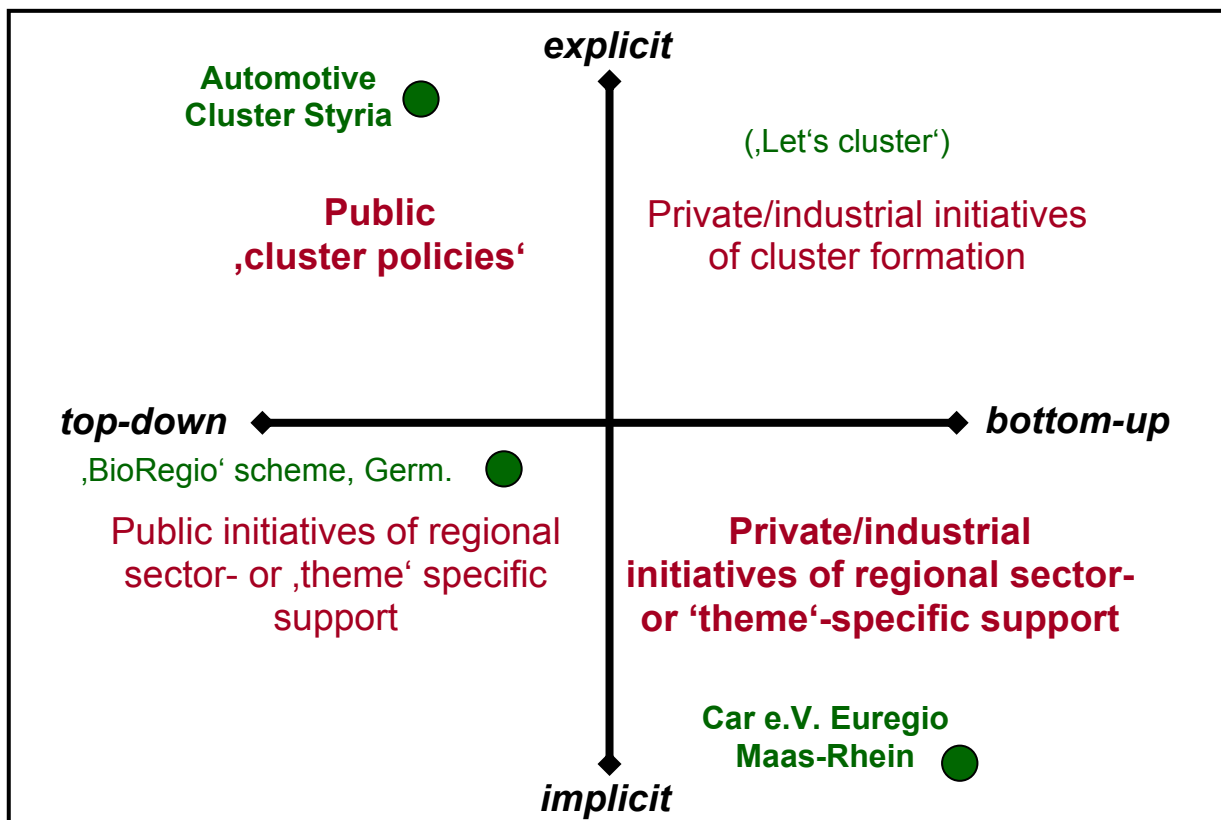 explicit
Automotive
Cluster Styria
(‚Let‘s cluster‘)
Public
‚cluster policies‘
Private/industrial initiatives
of cluster formation
top-down
bottom-up
‚BioRegio‘ scheme, Germ.
Public initiatives of regional
sector- or ‚theme‘ specific
support
Private/industrial
initiatives of regional sector-
or ‘theme‘-specific support
Car e.V. Euregio
Maas-Rhein
implicit